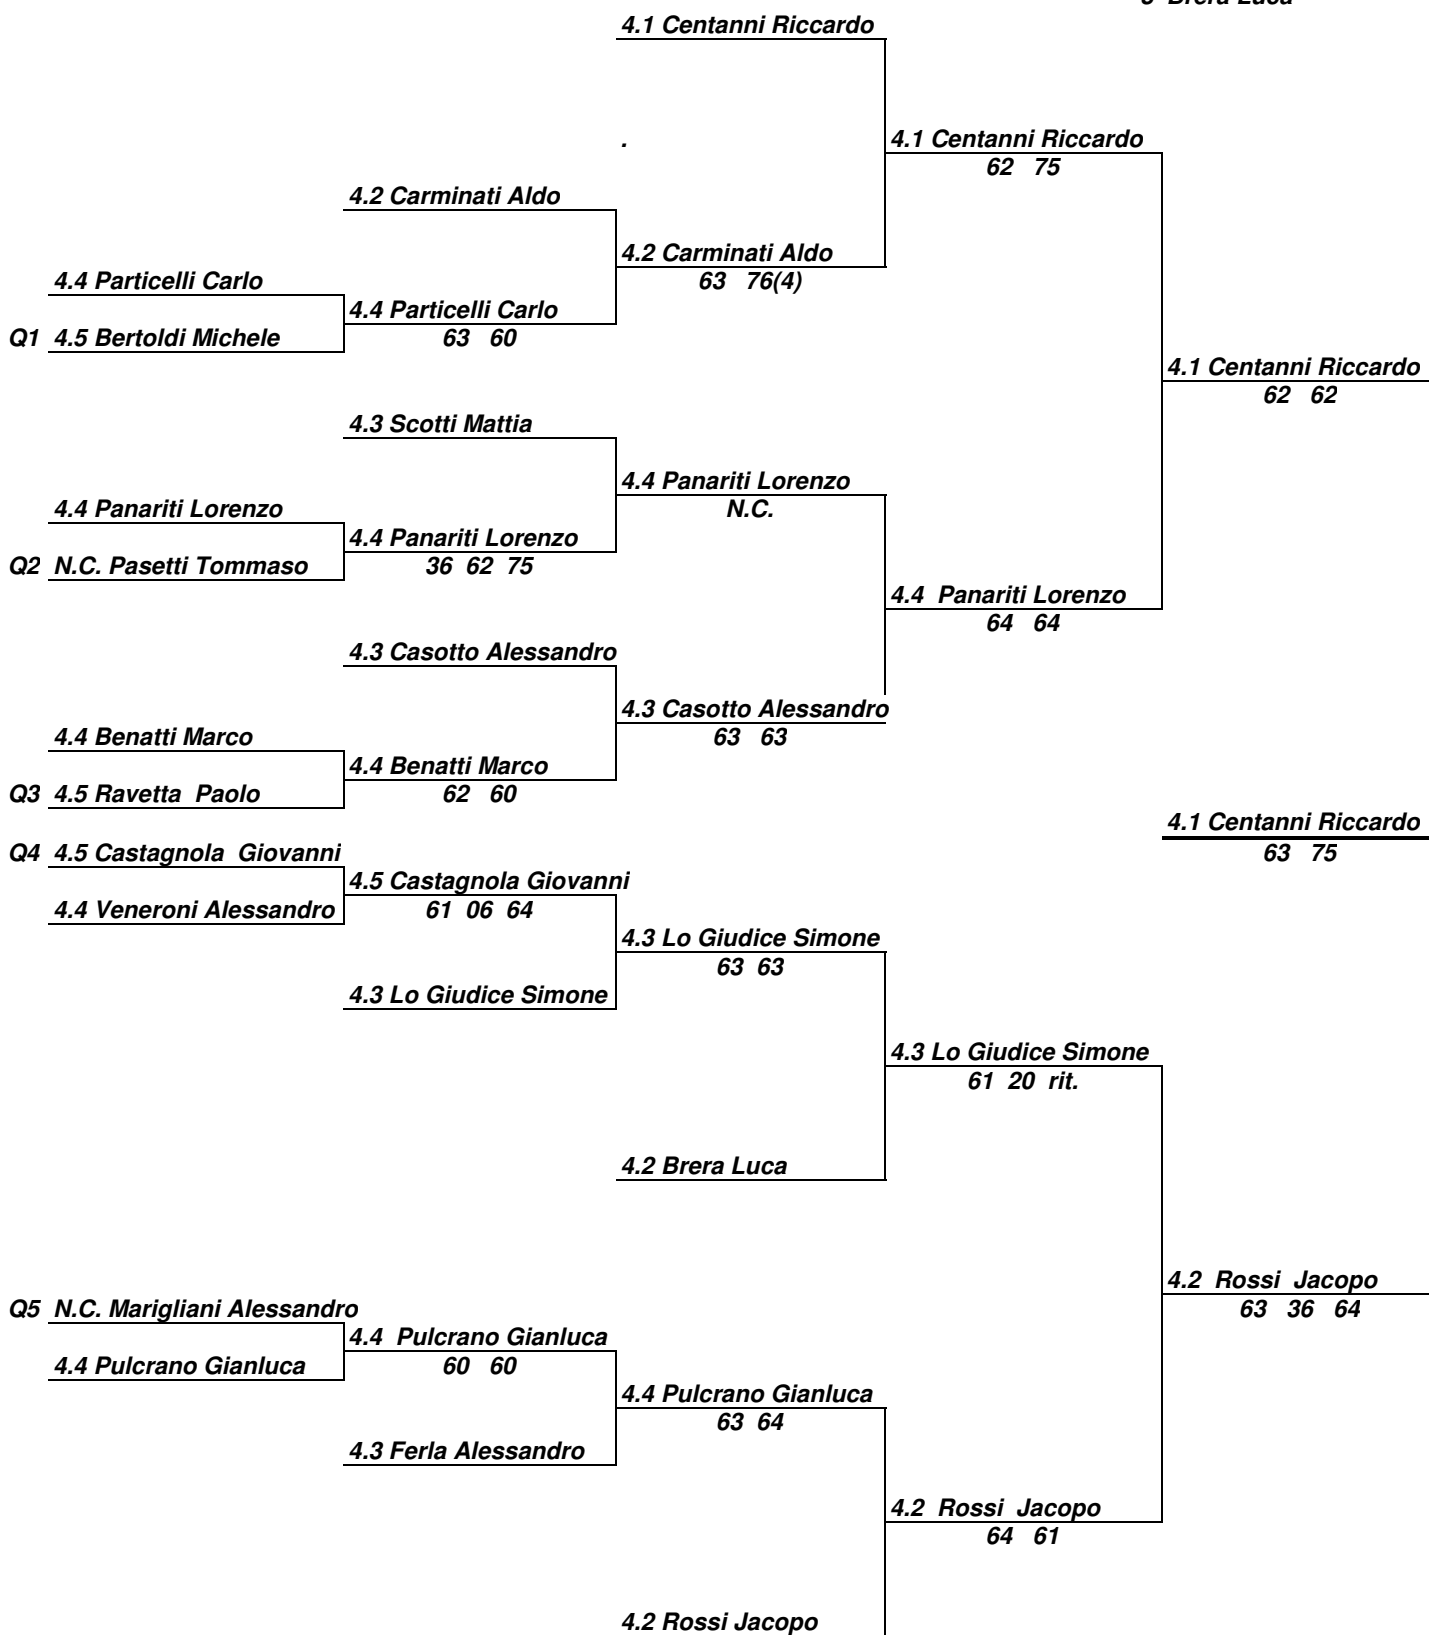 3 Brera Luca
4.1 Centanni Riccardo
.
4.1 Centanni Riccardo
62 75
4.2 Carminati Aldo
4.2 Carminati Aldo
63 76(4)
4.4 Particelli Carlo
4.4 Particelli Carlo
63 60
Q1 4.5 Bertoldi Michele
4.1 Centanni Riccardo
62 62
4.3 Scotti Mattia
4.4 Panariti Lorenzo
N.C.
4.4 Panariti Lorenzo
4.4 Panariti Lorenzo
36 62 75
Q2 N.C. Pasetti Tommaso
4.4 Panariti Lorenzo
64 64
4.3 Casotto Alessandro
4.3 Casotto Alessandro
63 63
4.4 Benatti Marco
4.4 Benatti Marco
62 60
Q3 4.5 Ravetta Paolo
4.1 Centanni Riccardo
63 75
Q4 4.5 Castagnola Giovanni
4.5 Castagnola Giovanni
61 06 64
4.4 Veneroni Alessandro
4.3 Lo Giudice Simone
63 63
4.3 Lo Giudice Simone
4.3 Lo Giudice Simone
61 20 rit.
4.2 Brera Luca
4.2 Rossi Jacopo
63 36 64
Q5 N.C. Marigliani Alessandro
4.4 Pulcrano Gianluca
60 60
4.4 Pulcrano Gianluca
4.4 Pulcrano Gianluca
63 64
4.3 Ferla Alessandro
4.2 Rossi Jacopo
64 61
4.2 Rossi Jacopo